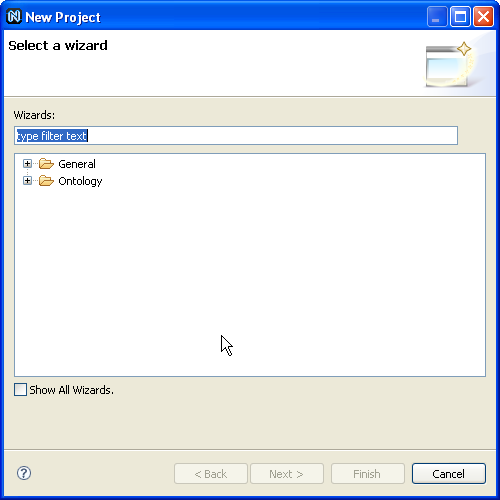 New Project
Select a wizard
Wizards:
type filter text
General
Ontology
Show All Wizards.
? < Back Next > Finish Cancel